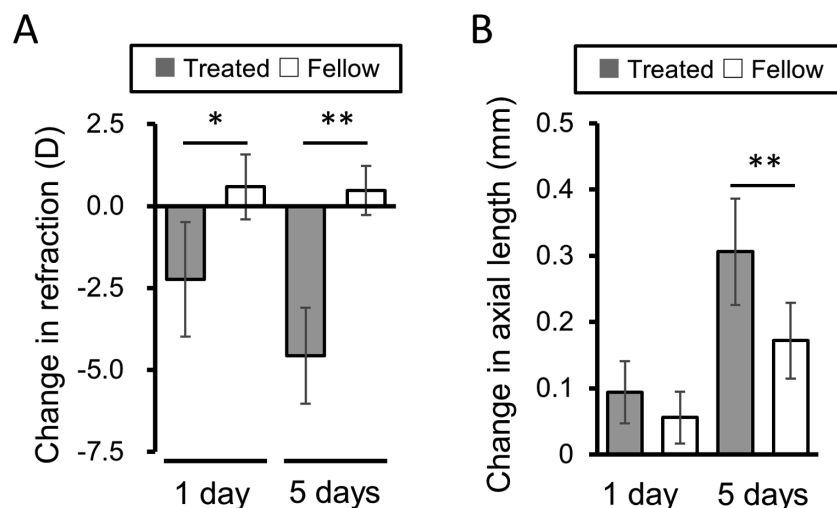 A
Treated Fellow
Change in refraction (D)
2.5
0.0
-2.5
-5.0
-7.5
*
**
1 day 5 days
B
Treated Fellow
Change in axial length (mm)
0.5
0.4
0.3
0.2
0.1
0
**
1 day 5 days